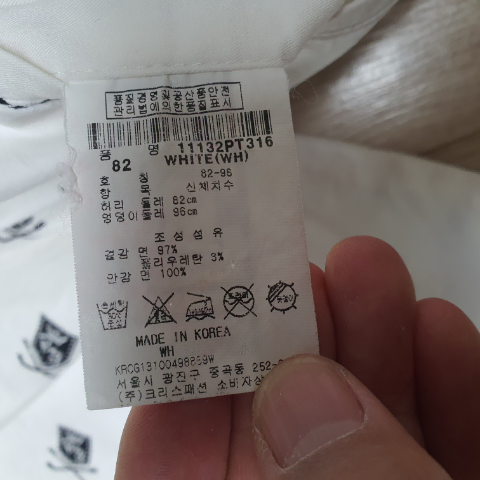 품질경영및공산품안전
관리법에의한품질표시
품 명 11132PT316
82 WHITE(WH)
호 칭 82-96
신체치수
허리 둘레 82cm
엉덩이둘레 96cm
조성섬유
겉감 면 97%
폴리우레탄 3%
안감 면 100%
드라이
MADE IN KOREA
WH
서울시 광진구 중곡동 252-
(주)크리스패션 소비자상